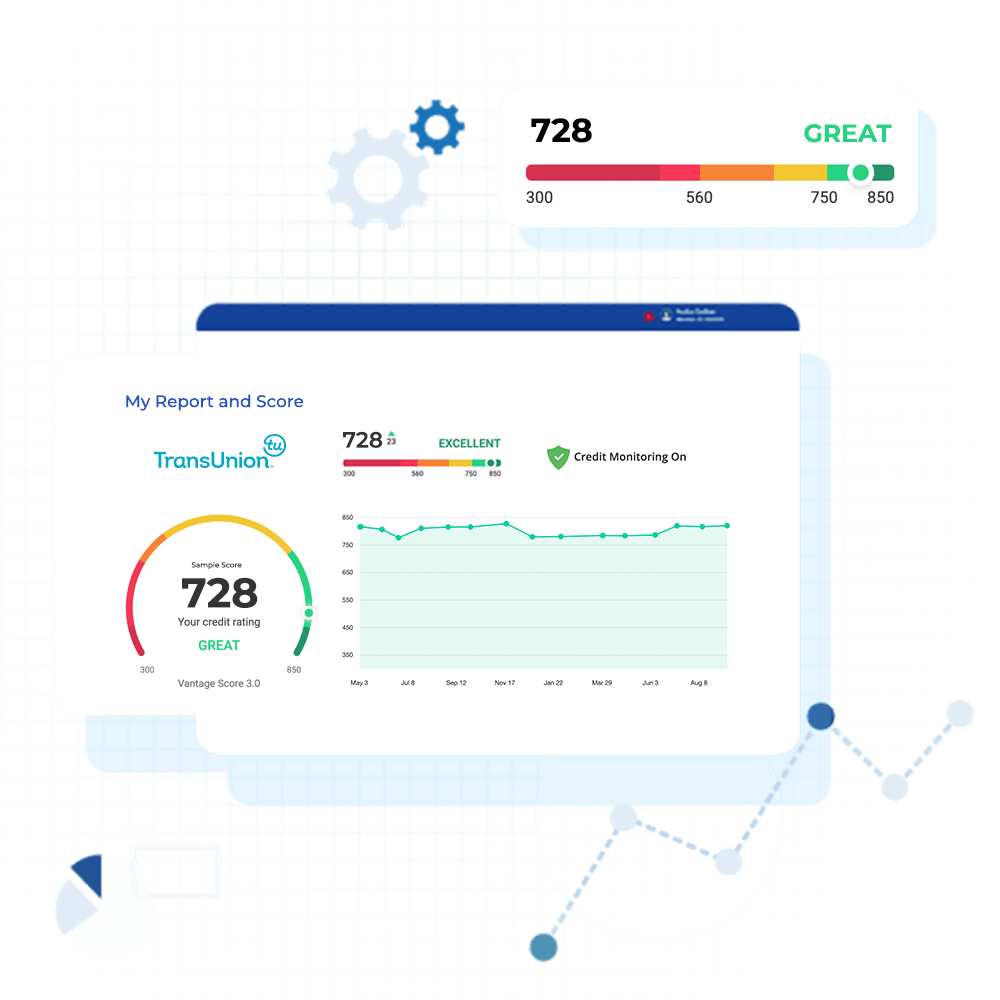 728
GREAT
300 560 750 850
My Report and Score
TransUnion
tu
728 23 EXCELLENT
300 560 750 850
Credit Monitoring On
Sample Score
728
Your credit rating
GREAT
300 850
Vantage Score 3.0
850
750
650
550
450
350
May 3 Jul 8 Sep 12 Nov 17 Jan 22 Mar 29 Jun 3 Aug 8